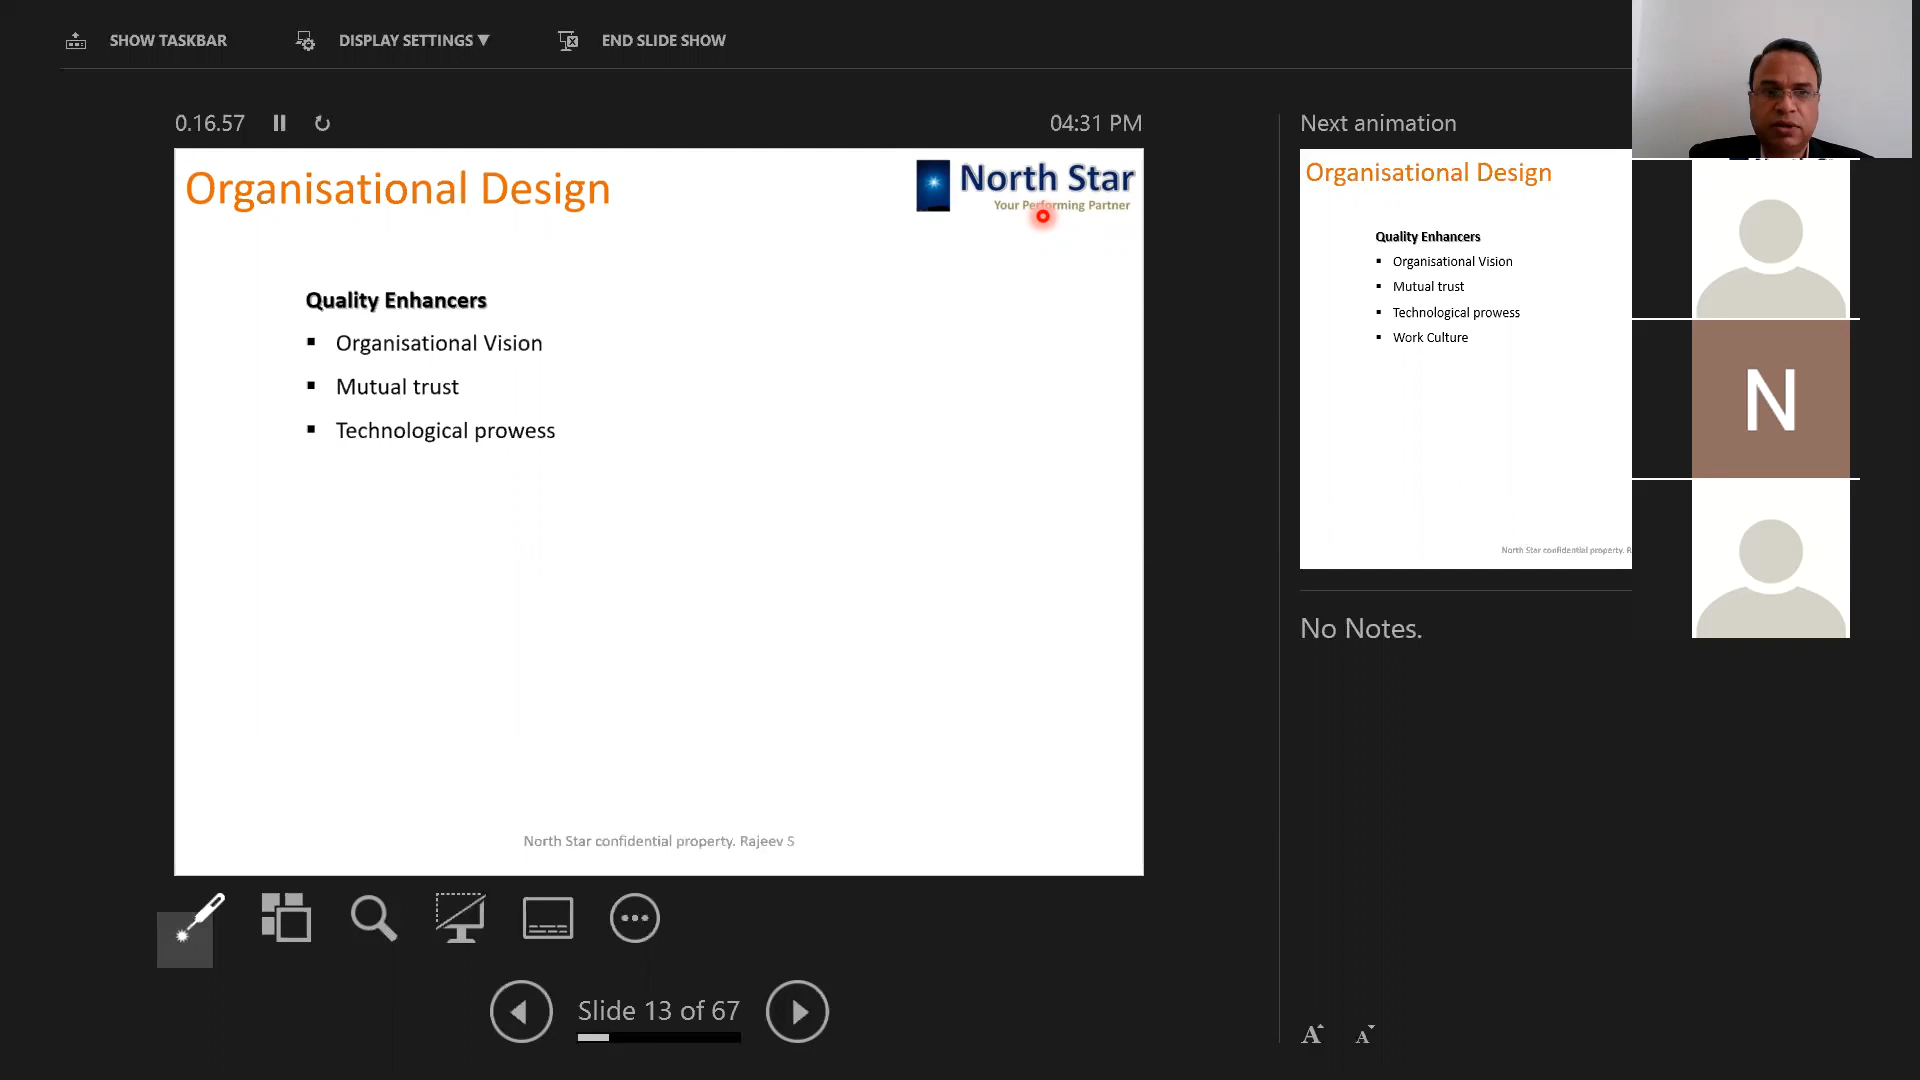 SHOW TASKBAR
DISPLAY SETTINGS ▼
END SLIDE SHOW
0.16.57
04:31 PM
Organisational Design
North Star
Your Performing Partner
Quality Enhancers
▪ Organisational Vision
▪ Mutual trust
▪ Technological prowess
North Star confidential property. Rajeev S
Slide 13 of 67
Next animation
Organisational Design
Quality Enhancers
▪ Organisational Vision
▪ Mutual trust
▪ Technological prowess
▪ Work Culture
North Star confidential property. R
No Notes.
A A
N